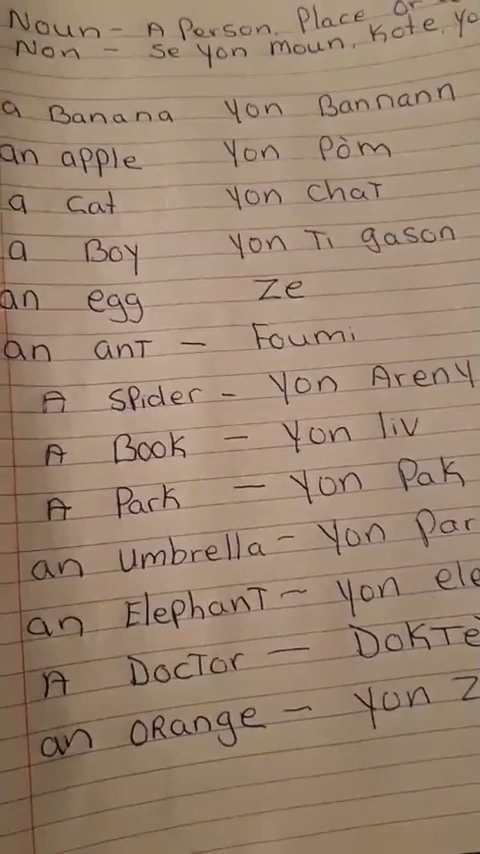 Noun - A Person, Place or
Non - se yon moun, kote, yo
a Banana Yon Bannann
an apple Yon Pòm
a Cat Yon Chat
a Boy Yon Ti gason
an egg Ze
an anT - Foumi
A Spider - Yon Areny
A Book - Yon liv
A Park - Yon Pak
an umbrella - Yon Par
an ElephanT - Yon ele
A DocTor - DokTè
an ORange - Yon Z